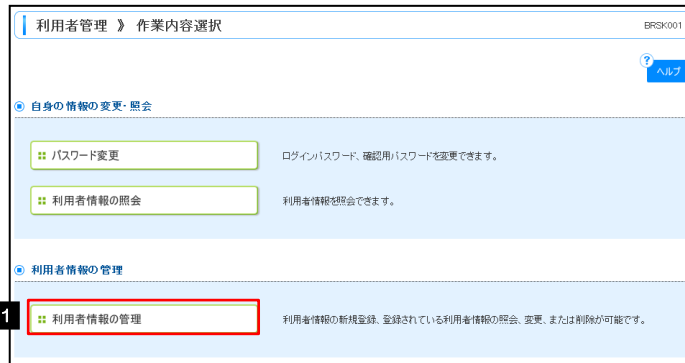 利用者管理 》 作業内容選択
BRSK001
?
ヘルプ
自身の情報の変更・照会
パスワード変更
ログインパスワード、確認用パスワードを変更できます。
利用者情報の照会
利用者情報を照会できます。
利用者情報の管理
1
利用者情報の管理
利用者情報の新規登録、登録されている利用者情報の照会、変更、または削除が可能です。